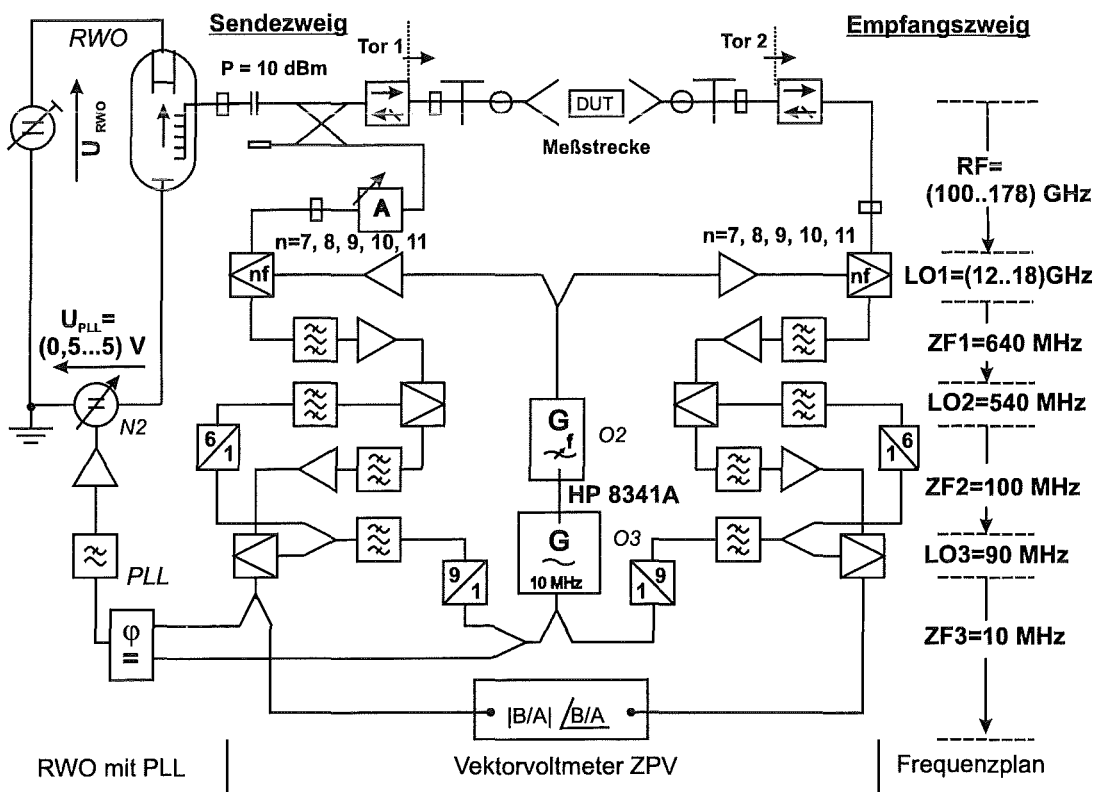 Sendezweig
Empfangszweig
RWO
Tor 1
Tor 2
P = 10 dBm
U_RWO
DUT
Meßstrecke
RF=
(100..178) GHz
A
n=7, 8, 9, 10, 11
n=7, 8, 9, 10, 11
nf
nf
LO1=(12..18)GHz
U_PLL=
(0,5...5) V
ZF1=640 MHz
N2
G
f
O2
LO2=540 MHz
6
1
6
1
HP 8341A
ZF2=100 MHz
G
10 MHz
O3
LO3=90 MHz
PLL
9
1
9
1
φ
=
ZF3=10 MHz
|B/A| /B/A
RWO mit PLL
Vektorvoltmeter ZPV
Frequenzplan